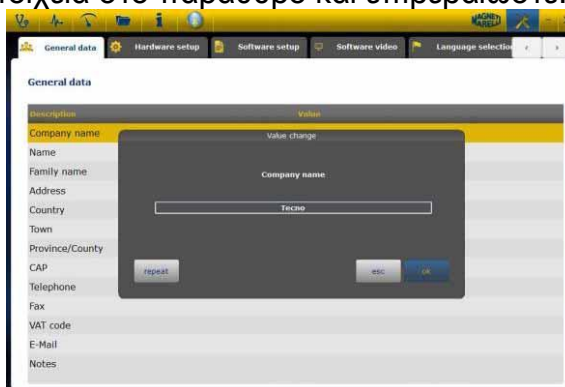 στο παράθυρο και
MAGNETI
MARELLI
General data
Hardware setup
Software setup
Software video
Language selection
General data
Description
Value
Company name
Value change
Name
Family name
Company name
Address
Country
Tecno
Town
Province/County
CAP
repeat
esc
ok
Telephone
Fax
VAT code
E-Mail
Notes